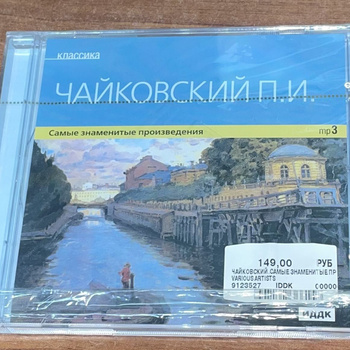 классика
ЧАЙКОВСКИЙ П.И.
Самые знаменитые произведения
mp3
149,00 РУБ
ЧАЙКОВСКИЙ. САМЫЕ ЗНАМЕНИТЫЕ ПР
VARIOUS ARTISTS
9123527 IDDK 00000
ИДДК